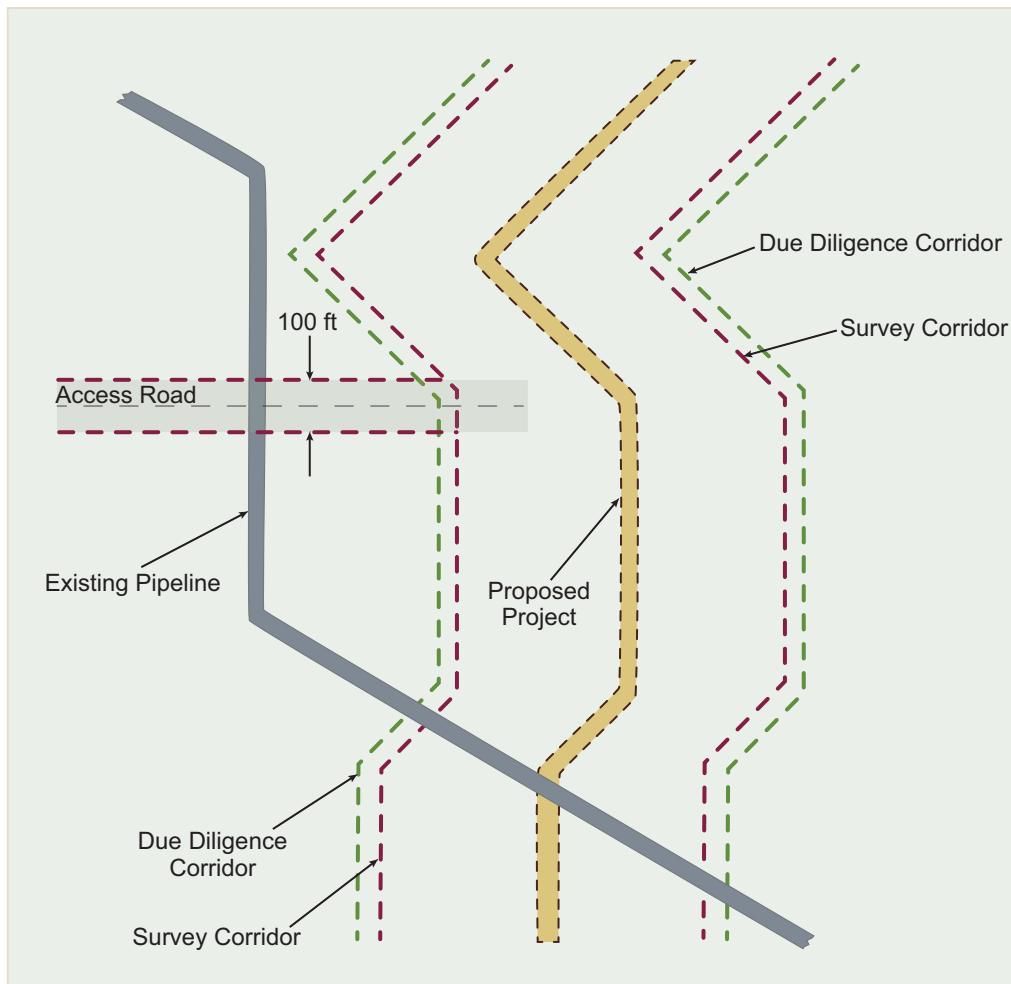 Due Diligence Corridor
100 ft
Survey Corridor
Access Road
Existing Pipeline
Proposed
Project
Due Diligence
Corridor
Survey Corridor